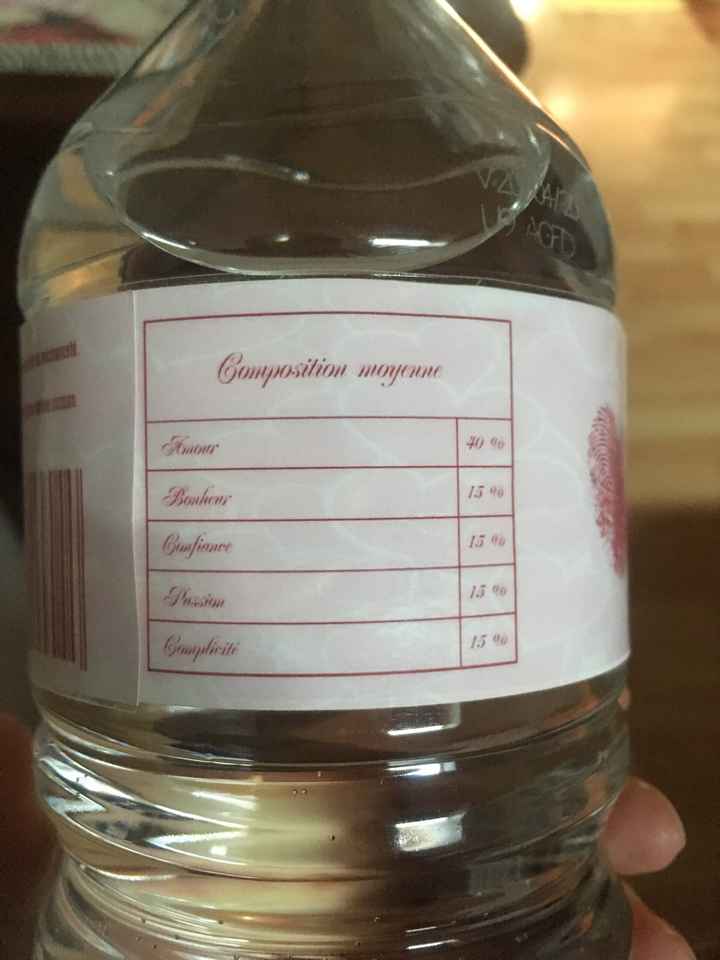 Composition moyenne
Amour 40 %
Bonheur 15 %
Confiance 15 %
Passion 15 %
Complicité 15 %